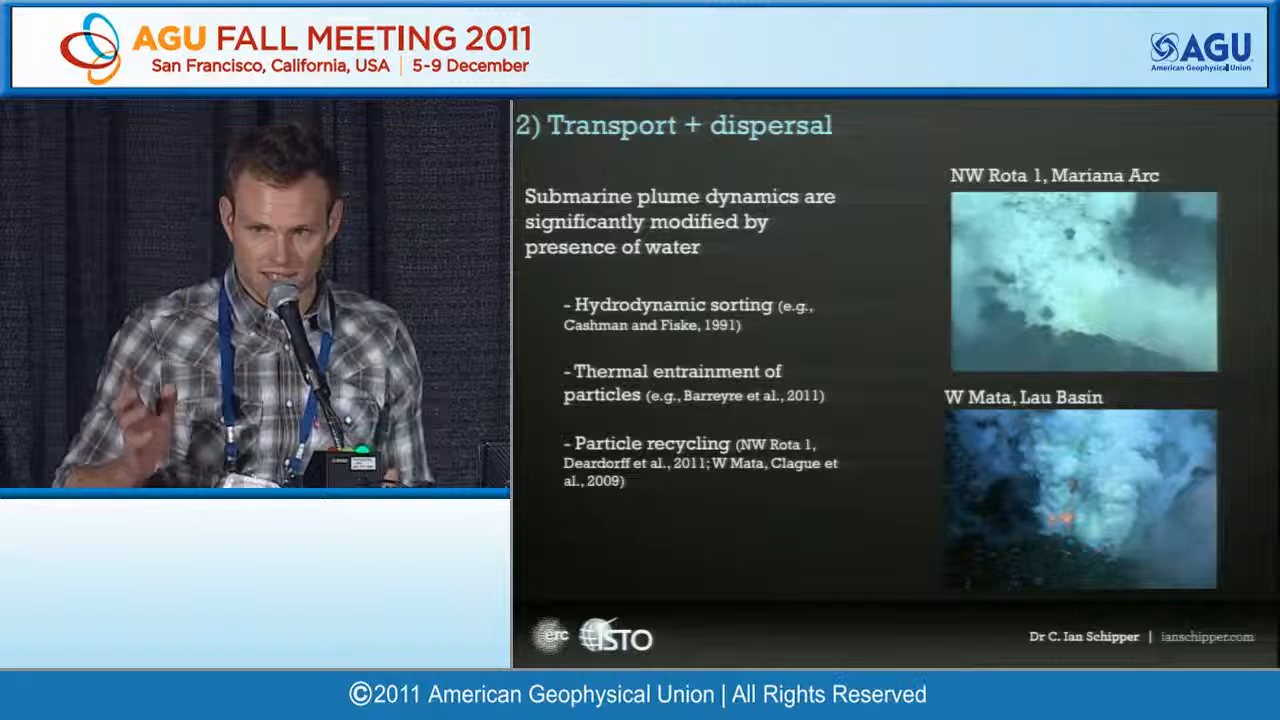 AGU FALL MEETING 2011
San Francisco, California, USA | 5-9 December
AGU
American Geophysical Union
2) Transport + dispersal
Submarine plume dynamics are
significantly modified by
presence of water
- Hydrodynamic sorting (e.g.,
Cashman and Fiske, 1991)
- Thermal entrainment of
particles (e.g., Barreyre et al., 2011)
- Particle recycling (NW Rota 1,
Deardorff et al., 2011; W Mata, Clague et
al., 2009)
NW Rota 1, Mariana Arc
W Mata, Lau Basin
erc
ISTO
Dr C. Ian Schipper | ianschipper.com
©2011 American Geophysical Union | All Rights Reserved